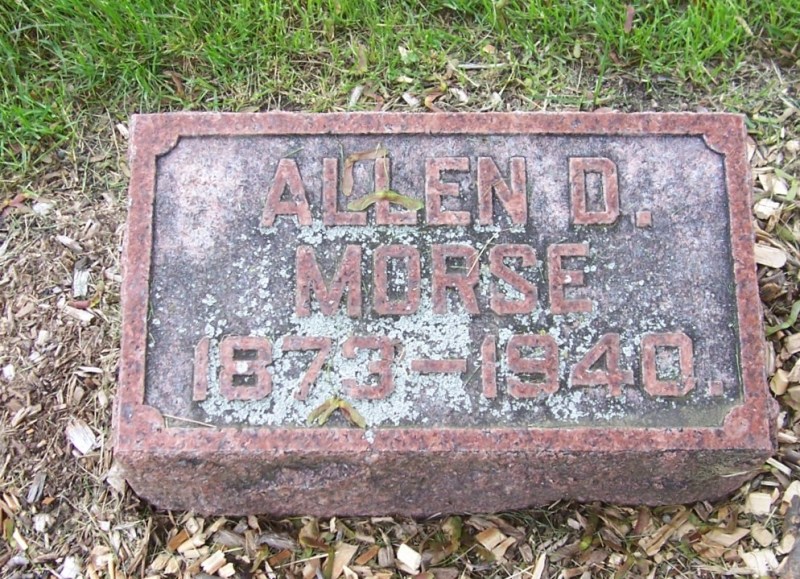 ALLEN D.
MORSE
1873-1940.